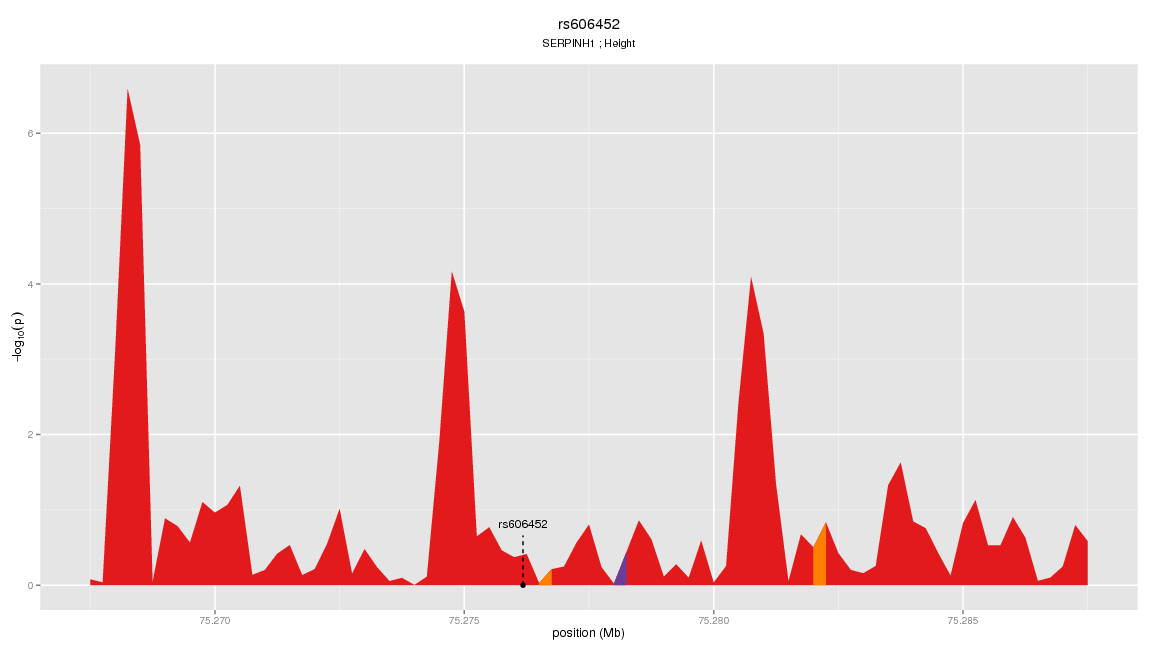 rs606452
SERPINH1 ; Height
6
4
2
0
−log10(p)
rs606452
75.270
75.275
75.280
75.285
position (Mb)